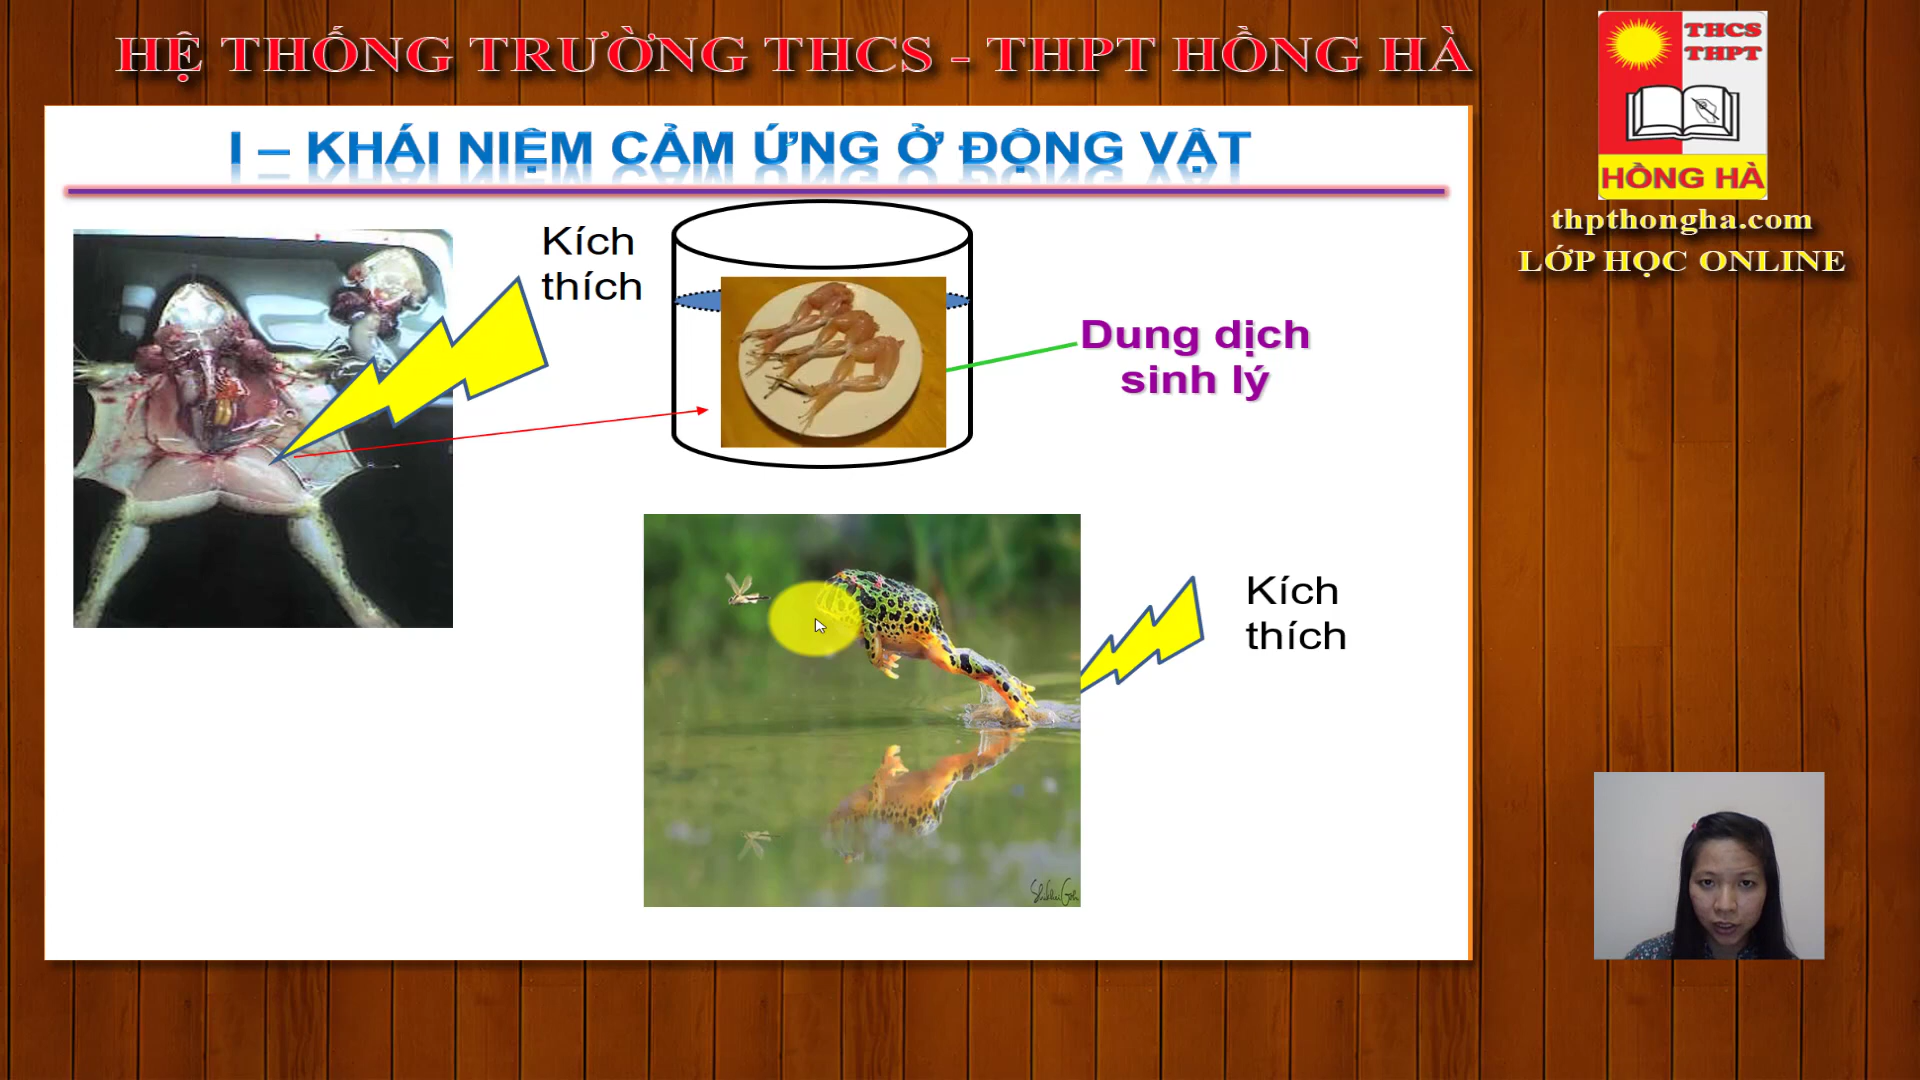 HỆ THỐNG TRƯỜNG THCS - THPT HỒNG HÀ
THCS
THPT
HỒNG HÀ
thpthongha.com
LỚP HỌC ONLINE
I – KHÁI NIỆM CẢM ỨNG Ở ĐỘNG VẬT
Kích
thích
Dung dịch
sinh lý
Kích
thích